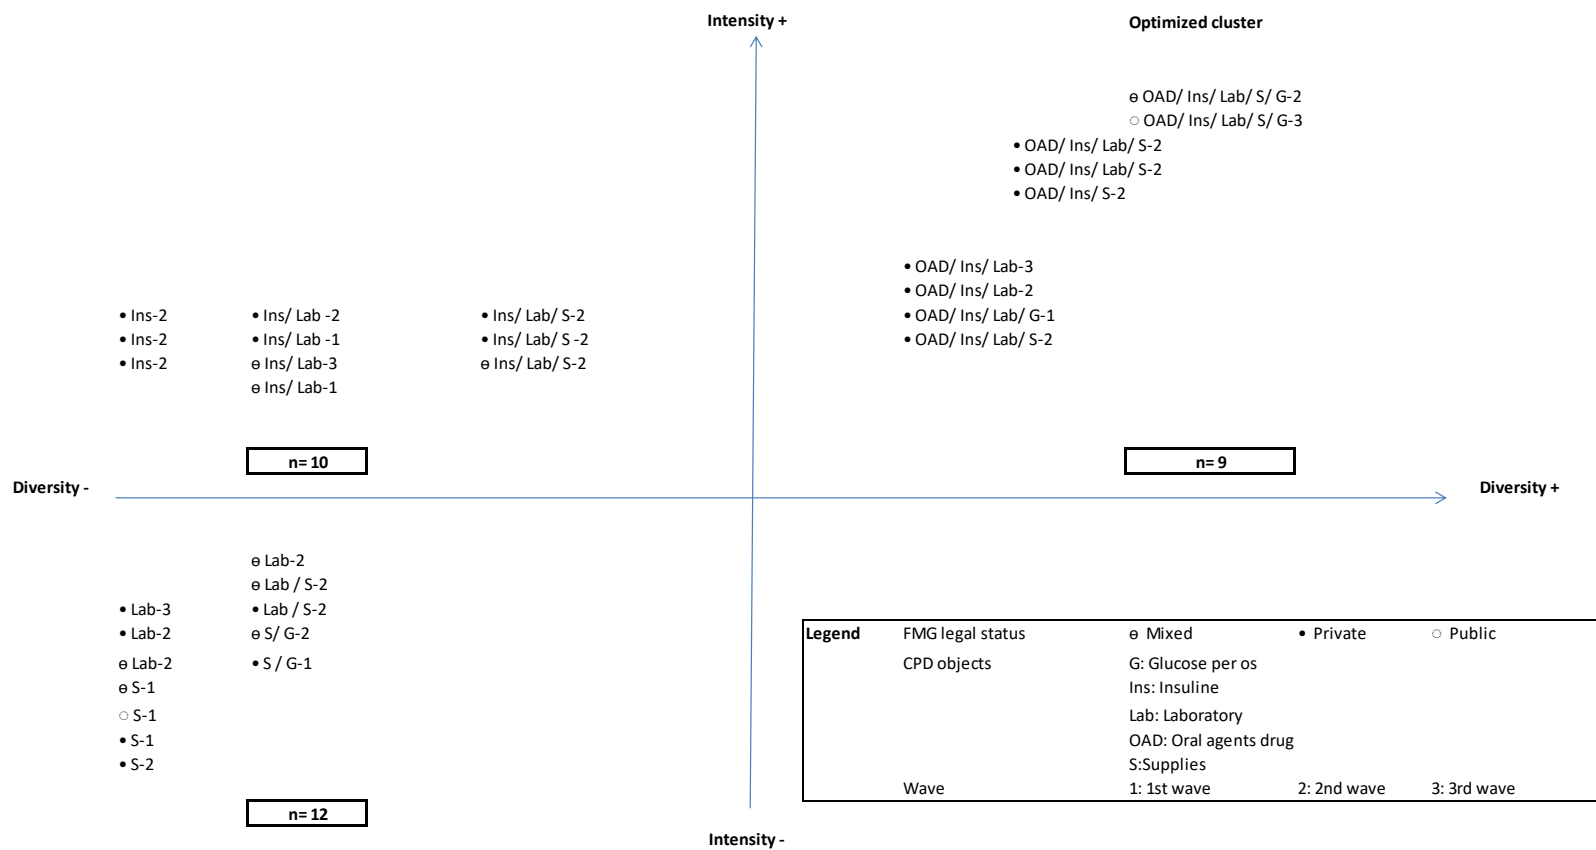 Intensity +
Optimized cluster
ɵ OAD/ Ins/ Lab/ S/ G-2
◌ OAD/ Ins/ Lab/ S/ G-3
• OAD/ Ins/ Lab/ S-2
• OAD/ Ins/ Lab/ S-2
• OAD/ Ins/ S-2
• OAD/ Ins/ Lab-3
• OAD/ Ins/ Lab-2
• OAD/ Ins/ Lab/ G-1
• OAD/ Ins/ Lab/ S-2
• Ins-2
• Ins-2
• Ins-2
• Ins/ Lab -2
• Ins/ Lab -1
ɵ Ins/ Lab-3
ɵ Ins/ Lab-1
• Ins/ Lab/ S-2
• Ins/ Lab/ S -2
ɵ Ins/ Lab/ S-2
n= 10
n= 9
Diversity -
Diversity +
• Lab-3
• Lab-2
ɵ Lab-2
ɵ S-1
◌ S-1
• S-1
• S-2
ɵ Lab-2
ɵ Lab / S-2
• Lab / S-2
ɵ S/ G-2
• S / G-1
n= 12
Intensity -
Legend FMG legal status ɵ Mixed • Private ◌ Public
CPD objects G: Glucose per os
Ins: Insuline
Lab: Laboratory
OAD: Oral agents drug
S:Supplies
Wave 1: 1st wave 2: 2nd wave 3: 3rd wave